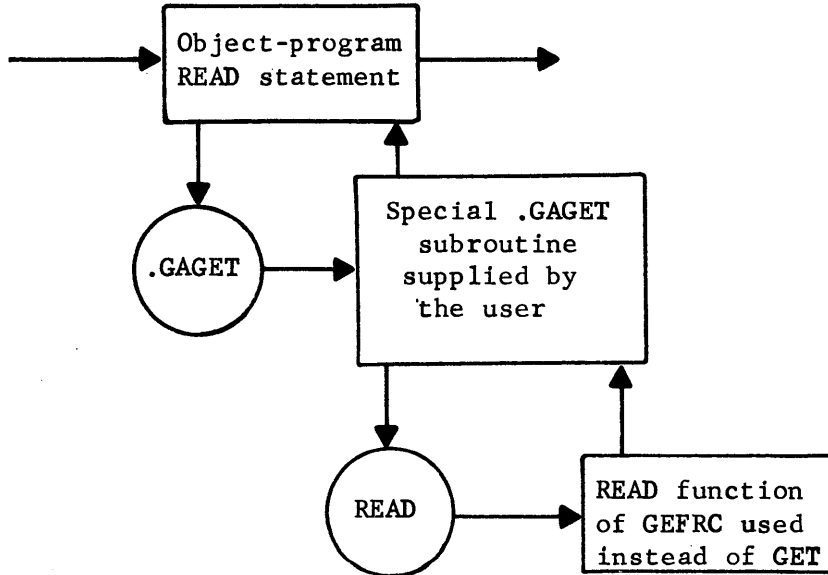 Object-program
READ statement
.GAGET
Special .GAGET
subroutine
supplied by
the user
READ
READ function
of GEFRC used
instead of GET